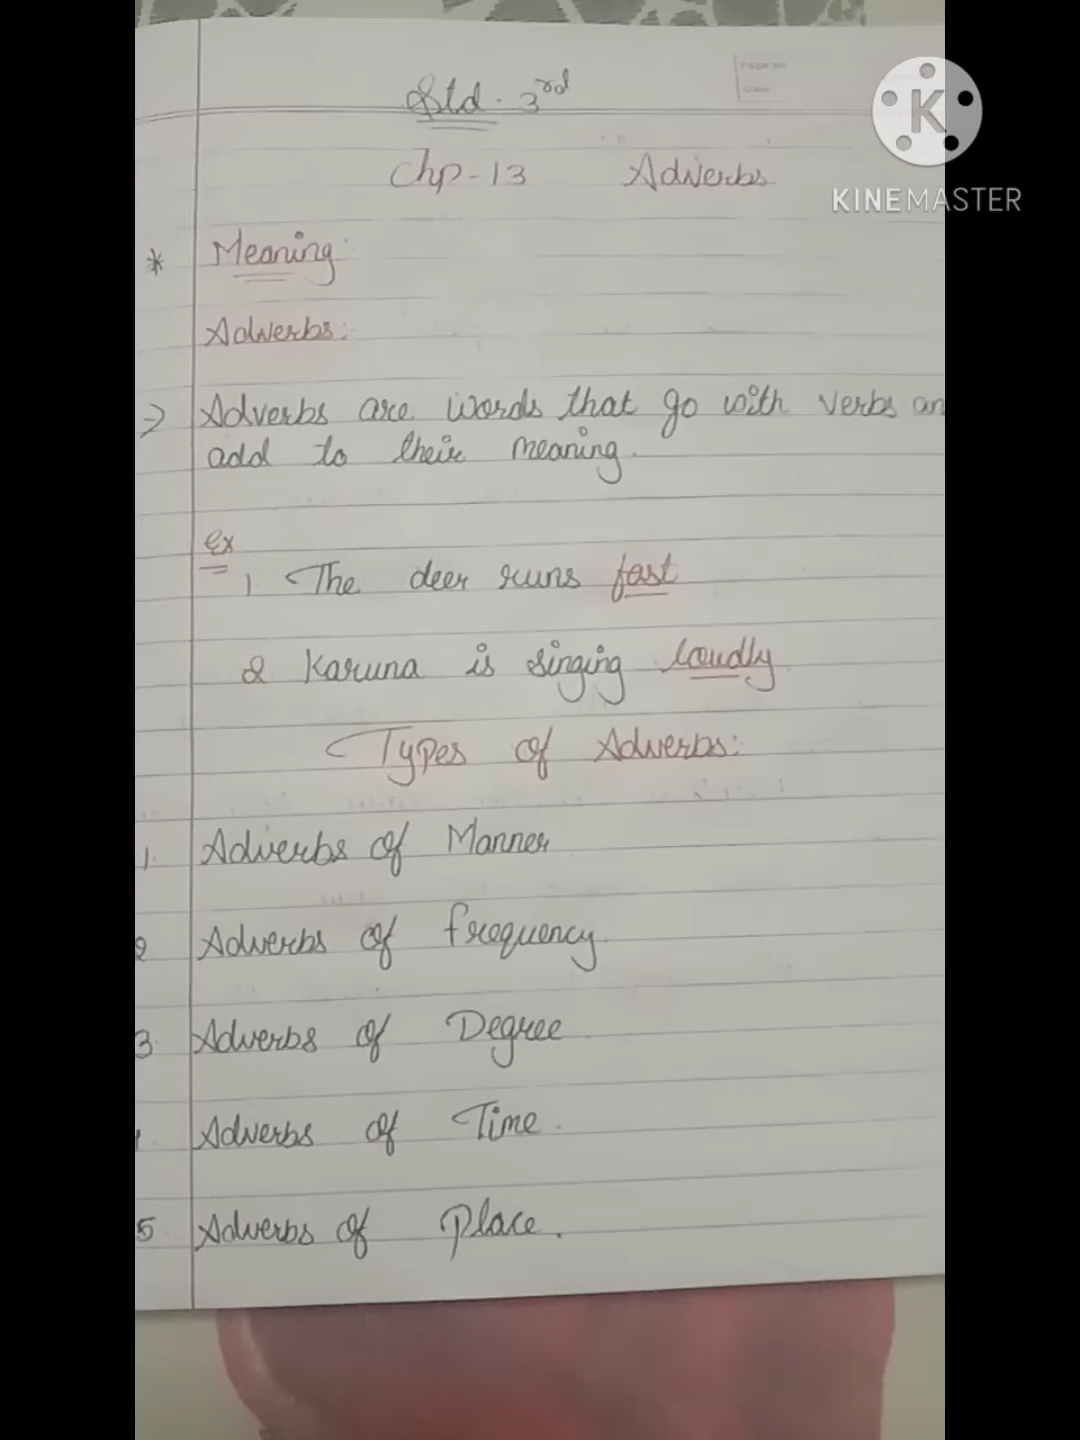 Std - 3rd
Chp-13 Adverbs
K
KINEMASTER
* Meaning:
Adverbs:
=> Adverbs are words that go with verbs an
add to their meaning.
Ex
1 The deer runs fast
2 Karuna is singing loudly.
Types of Adverbs:
1. Adverbs of Manner
2 Adverbs of frequency
3 Adverbs of Degree
Adverbs of Time.
5 Adverbs of Place.